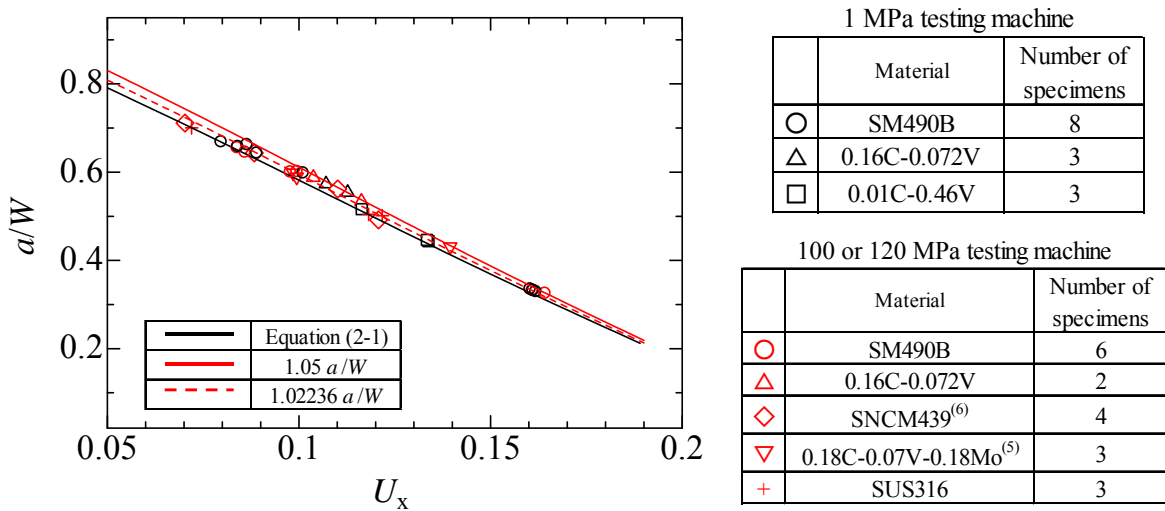 0.8
0.6
0.4
0.2
a/W
0.05
0.1
0.15
0.2
Ux
Equation (2-1)
1.05 a/W
1.02236 a/W
1 MPa testing machine
Material
Number of
specimens
SM490B 8
0.16C-0.072V 3
0.01C-0.46V 3
100 or 120 MPa testing machine
Material
Number of
specimens
SM490B 6
0.16C-0.072V 2
SNCM439(6) 4
0.18C-0.07V-0.18Mo(5) 3
SUS316 3